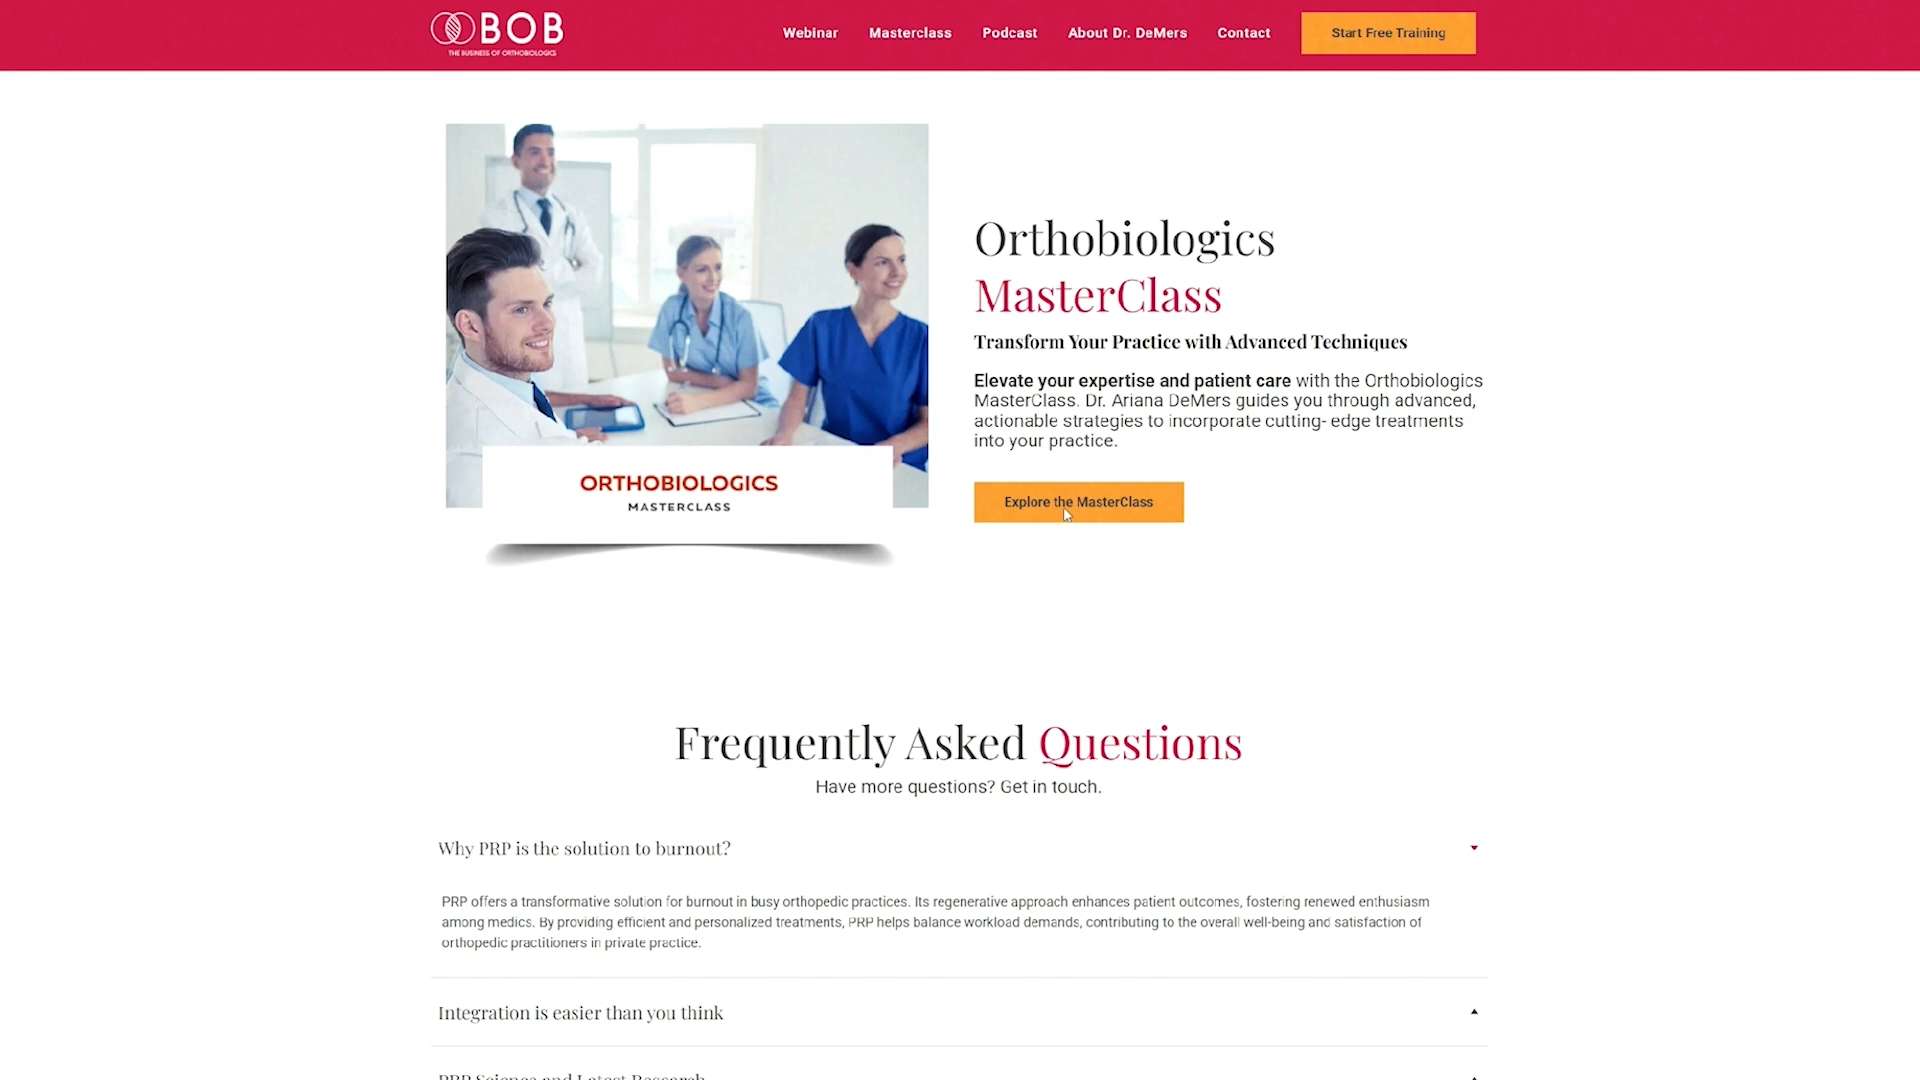 BOB
THE BUSINESS OF ORTHOBIOLOGICS
Webinar
Masterclass
Podcast
About Dr. DeMers
Contact
Start Free Training
ORTHOBIOLOGICS
MASTERCLASS
Orthobiologics
MasterClass
Transform Your Practice with Advanced Techniques
Elevate your expertise and patient care with the Orthobiologics
MasterClass. Dr. Ariana DeMers guides you through advanced,
actionable strategies to incorporate cutting- edge treatments
into your practice.
Explore the MasterClass
Frequently Asked Questions
Have more questions? Get in touch.
Why PRP is the solution to burnout?
PRP offers a transformative solution for burnout in busy orthopedic practices. Its regenerative approach enhances patient outcomes, fostering renewed enthusiasm
among medics. By providing efficient and personalized treatments, PRP helps balance workload demands, contributing to the overall well-being and satisfaction of
orthopedic practitioners in private practice.
Integration is easier than you think
PRP Science and Latest Research